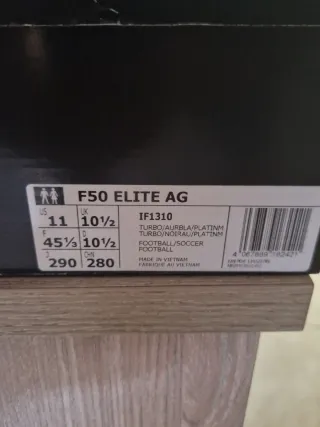 F50 ELITE AG
US UK
11 10½
IF1310
TURBO/AURBLA/PLATINM
TURBO/NOIRAU/PLATINM
F D
45⅓ 10½
FOOTBALL/SOCCER
FOOTBALL
J CHN
290 280
MADE IN VIETNAM
FABRIQUÉ AU VIETNAM